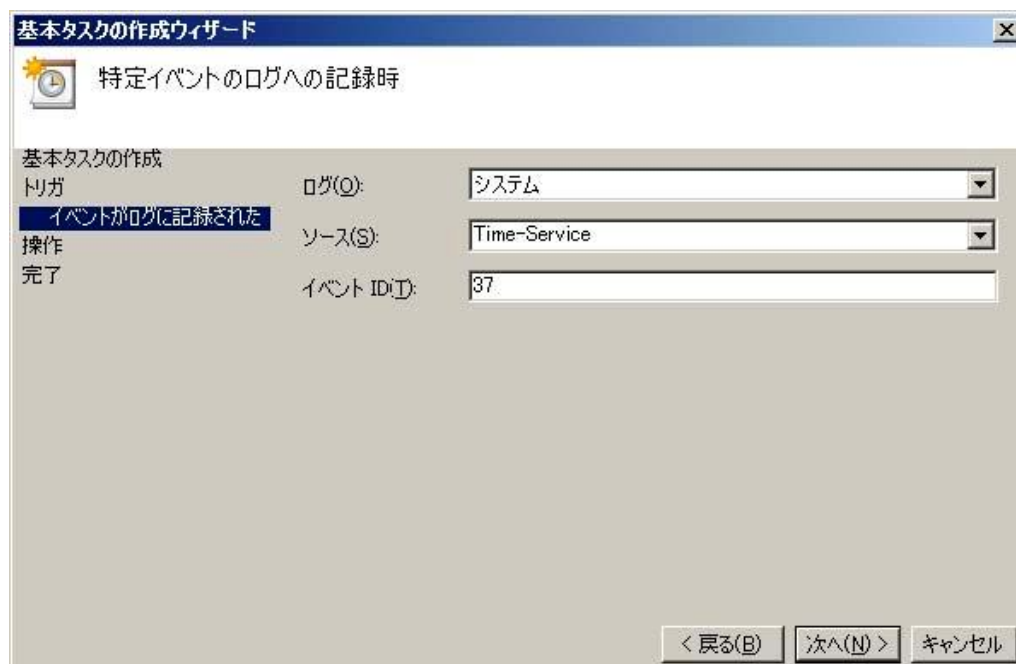 基本タスクの作成ウィザード
特定イベントのログへの記録時
基本タスクの作成
トリガ
イベントがログに記録された
操作
完了
ログ(O): システム
ソース(S): Time-Service
イベント ID(T): 37
< 戻る(B) 次へ(N) > キャンセル